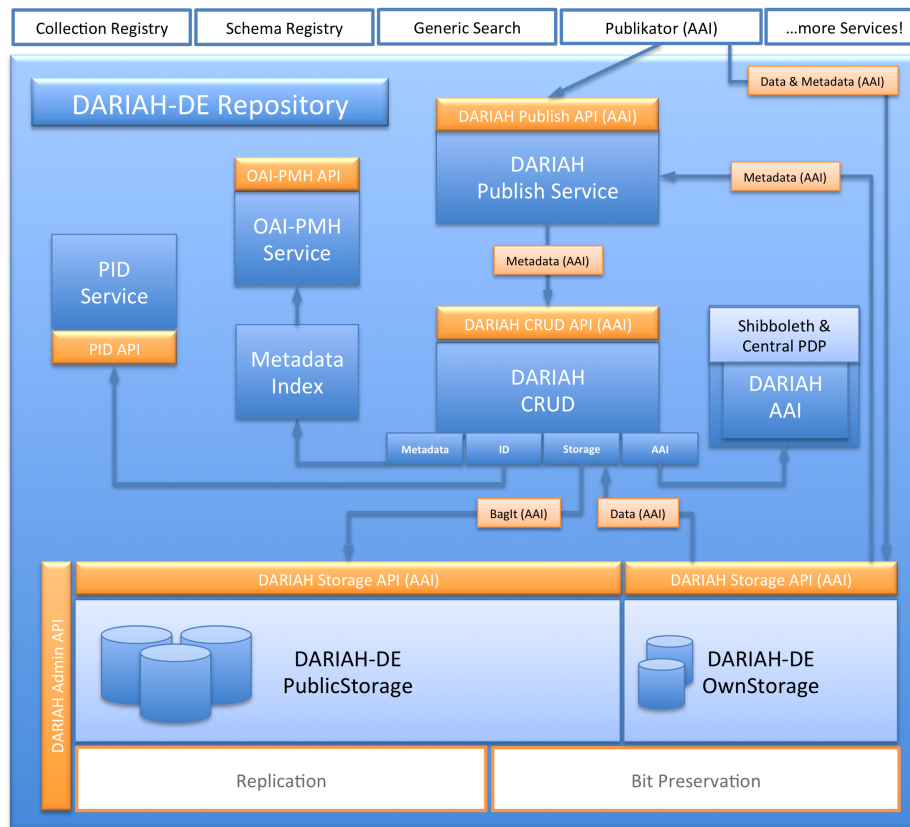 Collection Registry
Schema Registry
Generic Search
Publikator (AAI)
...more Services!
DARIAH-DE Repository
Data & Metadata (AAI)
DARIAH Publish API (AAI)
DARIAH
Publish Service
Metadata (AAI)
OAI-PMH API
OAI-PMH
Service
PID
Service
PID API
Metadata (AAI)
DARIAH CRUD API (AAI)
DARIAH
CRUD
Metadata
Index
Shibboleth &
Central PDP
DARIAH
AAI
Metadata
ID
Storage
AAI
BagIt (AAI)
Data (AAI)
DARIAH Admin API
DARIAH Storage API (AAI)
DARIAH Storage API (AAI)
DARIAH-DE
PublicStorage
DARIAH-DE
OwnStorage
Replication
Bit Preservation